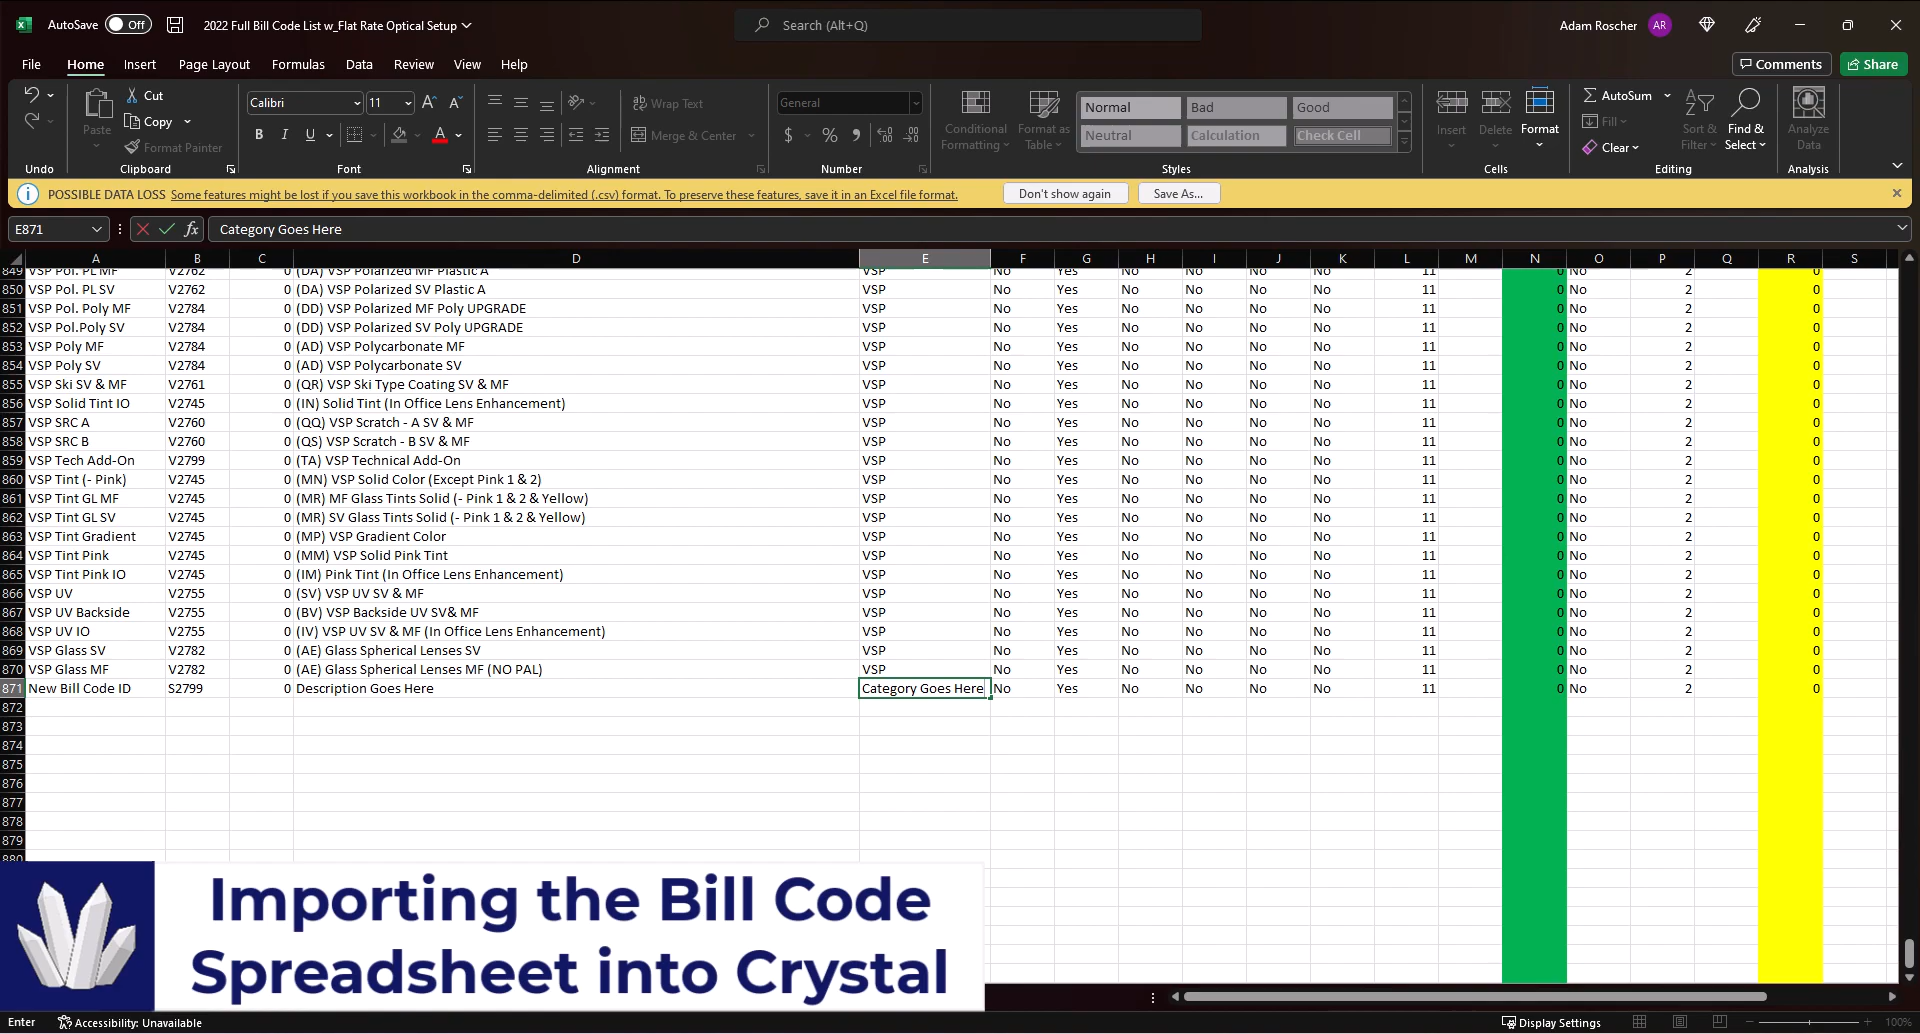 AutoSave Off 2022 Full Bill Code List w_Flat Rate Optical Setup Search (Alt+Q) Adam Roscher AR
File Home Insert Page Layout Formulas Data Review View Help Comments Share
Paste Cut Copy Format Painter
Calibri 11
B I U A
ab Wrap Text
Merge & Center
General
$ % 9
Conditional Formatting Format as Table
Normal Bad Good
Neutral Calculation Check Cell
Insert Delete Format
AutoSum Fill Clear
Sort & Filter Find & Select
Analyze Data
Undo Clipboard Font Alignment Number Styles Cells Editing Analysis
POSSIBLE DATA LOSS Some features might be lost if you save this workbook in the comma-delimited (.csv) format. To preserve these features, save it in an Excel file format. Don't show again Save As...
E871 fx Category Goes Here
A B C D E F G H I J K L M N O P Q R S
849 VSP Pol. PL MF V2762 0 (DA) VSP Polarized MF Plastic A VSP No Yes No No No No 11 0 No 2 0
850 VSP Pol. PL SV V2762 0 (DA) VSP Polarized SV Plastic A VSP No Yes No No No No 11 0 No 2 0
851 VSP Pol. Poly MF V2784 0 (DD) VSP Polarized MF Poly UPGRADE VSP No Yes No No No No 11 0 No 2 0
852 VSP Pol.Poly SV V2784 0 (DD) VSP Polarized SV Poly UPGRADE VSP No Yes No No No No 11 0 No 2 0
853 VSP Poly MF V2784 0 (AD) VSP Polycarbonate MF VSP No Yes No No No No 11 0 No 2 0
854 VSP Poly SV V2784 0 (AD) VSP Polycarbonate SV VSP No Yes No No No No 11 0 No 2 0
855 VSP Ski SV & MF V2761 0 (QR) VSP Ski Type Coating SV & MF VSP No Yes No No No No 11 0 No 2 0
856 VSP Solid Tint IO V2745 0 (IN) Solid Tint (In Office Lens Enhancement) VSP No Yes No No No No 11 0 No 2 0
857 VSP SRC A V2760 0 (QQ) VSP Scratch - A SV & MF VSP No Yes No No No No 11 0 No 2 0
858 VSP SRC B V2760 0 (QS) VSP Scratch - B SV & MF VSP No Yes No No No No 11 0 No 2 0
859 VSP Tech Add-On V2799 0 (TA) VSP Technical Add-On VSP No Yes No No No No 11 0 No 2 0
860 VSP Tint (- Pink) V2745 0 (MN) VSP Solid Color (Except Pink 1 & 2) VSP No Yes No No No No 11 0 No 2 0
861 VSP Tint GL MF V2745 0 (MR) MF Glass Tints Solid (- Pink 1 & 2 & Yellow) VSP No Yes No No No No 11 0 No 2 0
862 VSP Tint GL SV V2745 0 (MR) SV Glass Tints Solid (- Pink 1 & 2 & Yellow) VSP No Yes No No No No 11 0 No 2 0
863 VSP Tint Gradient V2745 0 (MP) VSP Gradient Color VSP No Yes No No No No 11 0 No 2 0
864 VSP Tint Pink V2745 0 (MM) VSP Solid Pink Tint VSP No Yes No No No No 11 0 No 2 0
865 VSP Tint Pink IO V2745 0 (IM) Pink Tint (In Office Lens Enhancement) VSP No Yes No No No No 11 0 No 2 0
866 VSP UV V2755 0 (SV) VSP UV SV & MF VSP No Yes No No No No 11 0 No 2 0
867 VSP UV Backside V2755 0 (BV) VSP Backside UV SV& MF VSP No Yes No No No No 11 0 No 2 0
868 VSP UV IO V2755 0 (IV) VSP UV SV & MF (In Office Lens Enhancement) VSP No Yes No No No No 11 0 No 2 0
869 VSP Glass SV V2782 0 (AE) Glass Spherical Lenses SV VSP No Yes No No No No 11 0 No 2 0
870 VSP Glass MF V2782 0 (AE) Glass Spherical Lenses MF (NO PAL) VSP No Yes No No No No 11 0 No 2 0
871 New Bill Code ID S2799 0 Description Goes Here Category Goes Here No Yes No No No No 11 0 No 2 0
872
873
874
875
876
877
878
879
880
Importing the Bill Code
Spreadsheet into Crystal
Enter Accessibility: Unavailable Display Settings 100%